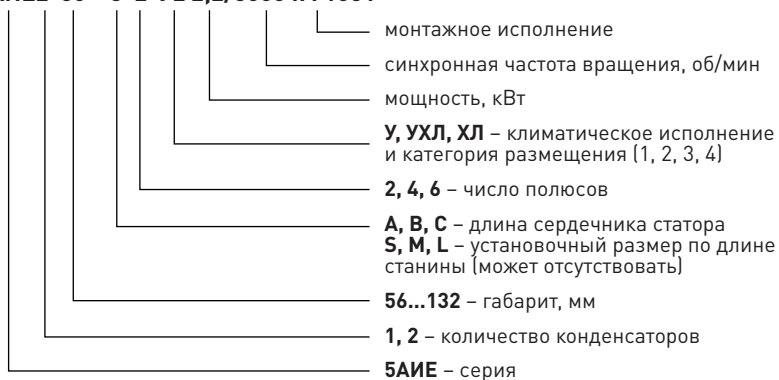 монтажное исполнение
синхронная частота вращения, об/мин
мощность, кВт
У, УХЛ, ХЛ – климатическое исполнение
и категория размещения (1, 2, 3, 4)
2, 4, 6 – число полюсов
А, В, С – длина сердечника статора
S, M, L – установочный размер по длине
станины (может отсутствовать)
56...132 – габарит, мм
1, 2 – количество конденсаторов
5АИЕ – серия